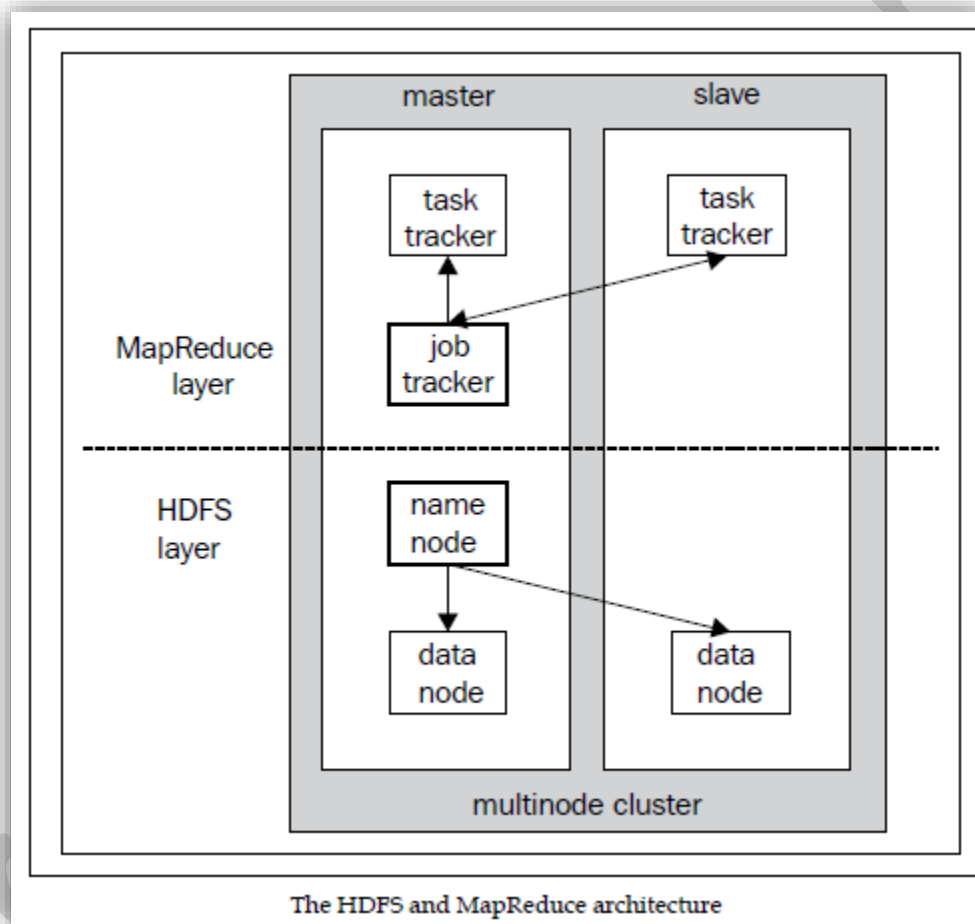 master
slave
task
tracker
task
tracker
MapReduce
layer
job
tracker
HDFS
layer
name
node
data
node
data
node
multinode cluster
The HDFS and MapReduce architecture